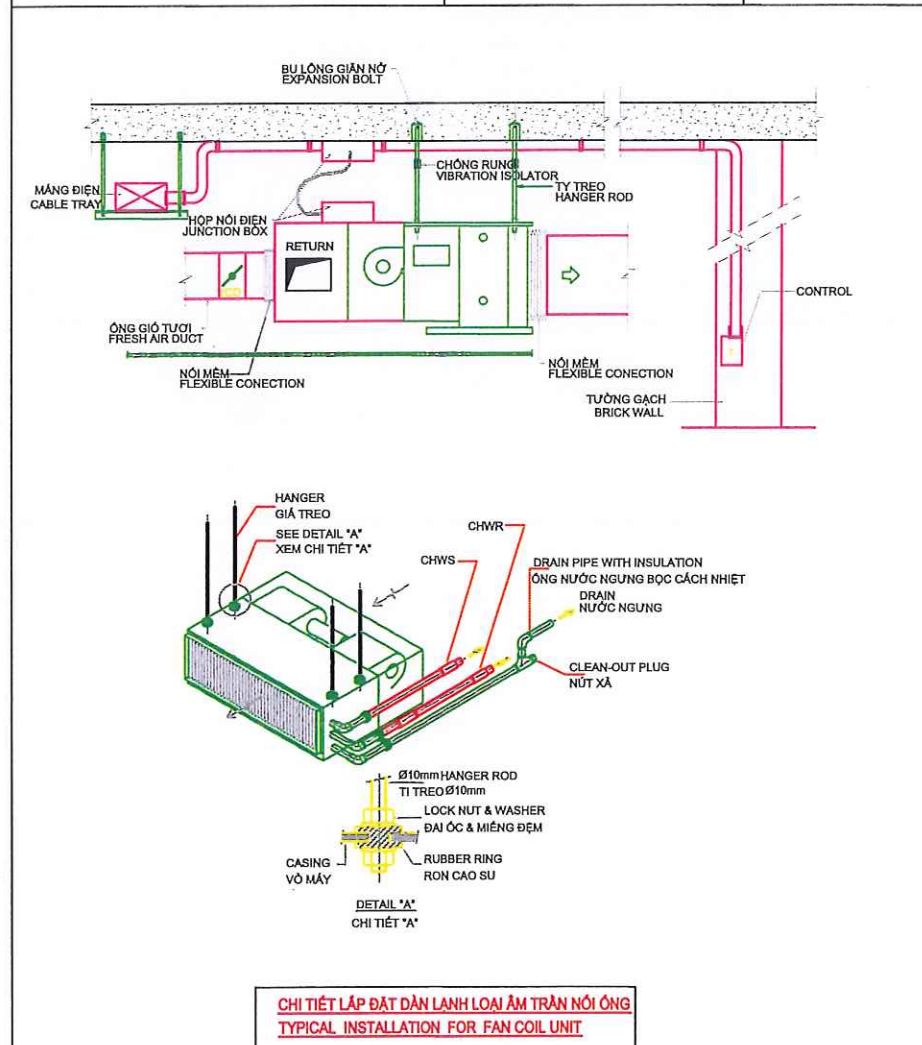 BU LÔNG GIÃN NỞ
EXPANSION BOLT
CHỐNG RUNG
VIBRATION ISOLATOR
TY TREO
HANGER ROD
MÁNG ĐIỆN
CABLE TRAY
HỌP NỐI ĐIỆN
JUNCTION BOX
RETURN
CONTROL
ỐNG GIÓ TƯƠI
FRESH AIR DUCT
NỐI MỀM
FLEXIBLE CONECTION
NỐI MỀM
FLEXIBLE CONECTION
TƯỜNG GẠCH
BRICK WALL
HANGER
GIÁ TREO
SEE DETAIL "A"
XEM CHI TIẾT "A"
CHWR
CHWS
DRAIN PIPE WITH INSULATION
ỐNG NƯỚC NGƯNG BỌC CÁCH NHIỆT
DRAIN
NƯỚC NGƯNG
CLEAN-OUT PLUG
NÚT XẢ
Ø10mm HANGER ROD
TI TREO Ø10mm
LOCK NUT & WASHER
ĐAI ỐC & MIẾNG ĐỆM
CASING
VỎ MÁY
RUBBER RING
RON CAO SU
DETAIL "A"
CHI TIẾT "A"
CHI TIẾT LẮP ĐẶT DÀN LẠNH LOẠI ÂM TRẦN NỐI ỐNG
TYPICAL INSTALLATION FOR FAN COIL UNIT